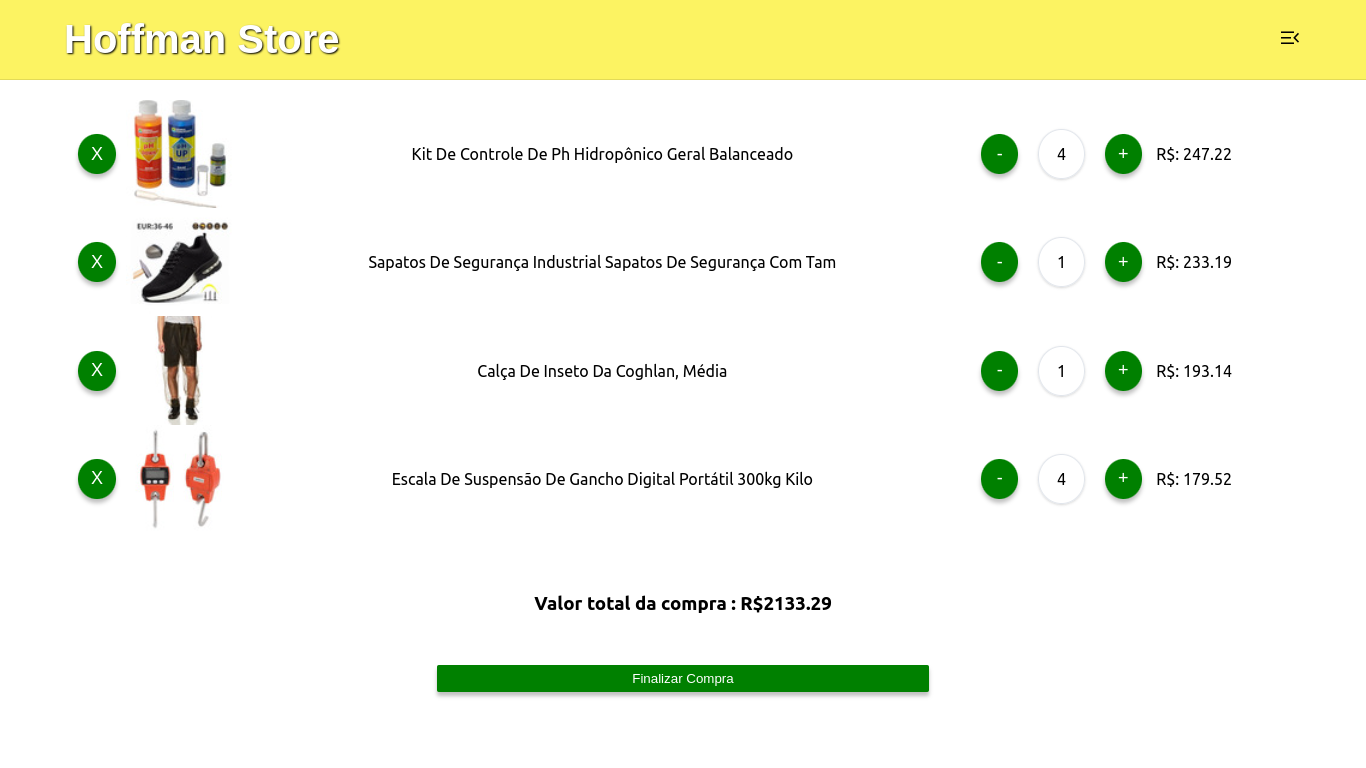 Hoffman Store
X
Kit De Controle De Ph Hidropônico Geral Balanceado
- 4 + R$: 247.22
UP
EUR:36-46
X
Sapatos De Segurança Industrial Sapatos De Segurança Com Tam
- 1 + R$: 233.19
X
Calça De Inseto Da Coghlan, Média
- 1 + R$: 193.14
X
Escala De Suspensão De Gancho Digital Portátil 300kg Kilo
- 4 + R$: 179.52
Valor total da compra : R$2133.29
Finalizar Compra